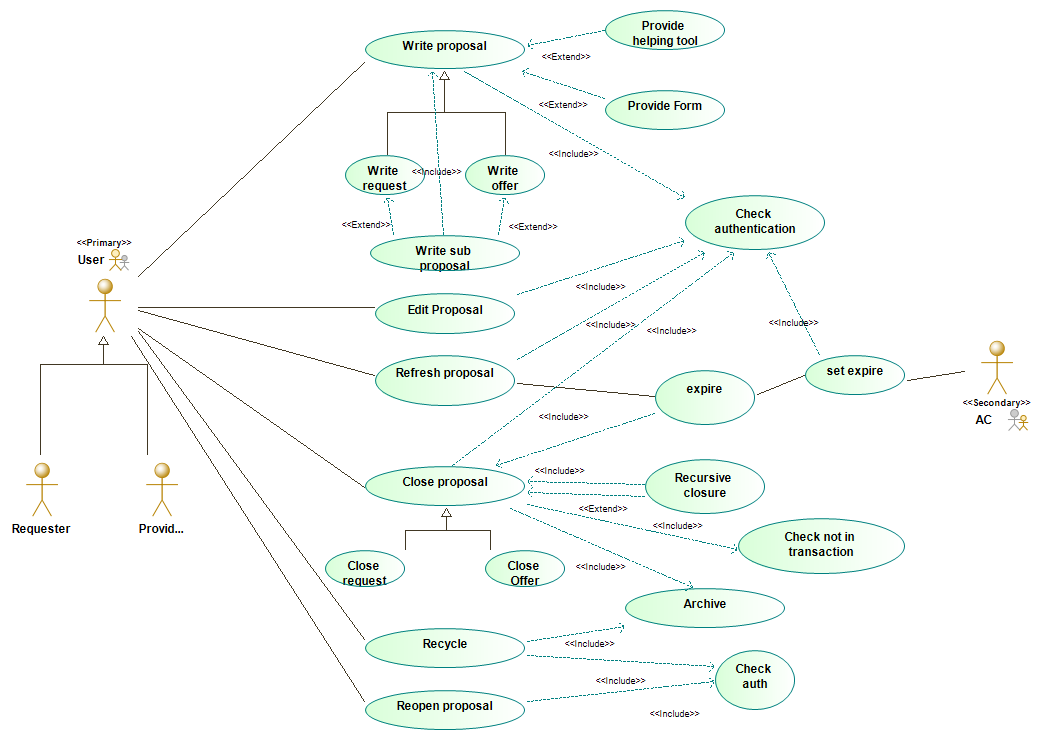 Provide
helping tool
Write proposal
<<Extend>>
Provide Form
<<Extend>>
<<Include>>
Write
request
<<Include>>
Write
offer
Check
authentication
<<Extend>>
<<Extend>>
<<Primary>>
User
Write sub
proposal
<<Include>>
Edit Proposal
<<Include>>
<<Include>>
<<Include>>
Refresh proposal
expire
set expire
<<Secondary>>
AC
<<Include>>
Close proposal
<<Include>>
Recursive
closure
<<Extend>>
<<Include>>
Requester
Provid...
Check not in
transaction
Close
request
Close
Offer
<<Include>>
Archive
Recycle
<<Include>>
Check
auth
<<Include>>
Reopen proposal
<<Include>>